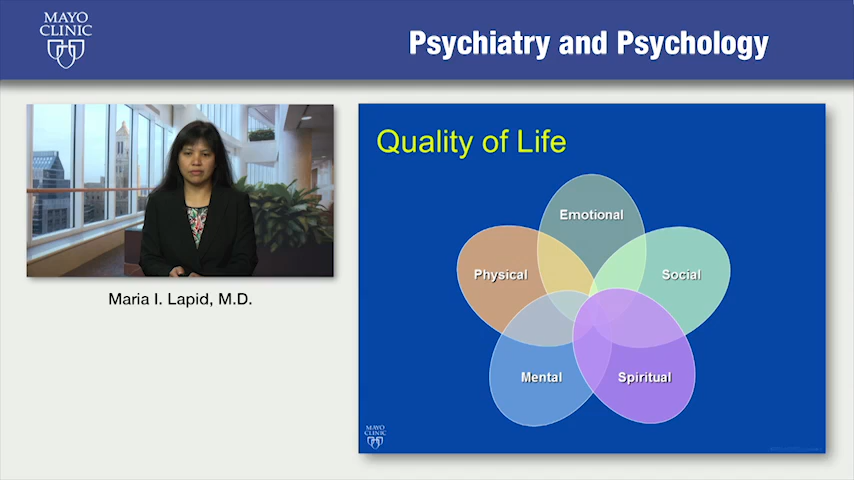 MAYO
CLINIC
Psychiatry and Psychology
Maria I. Lapid, M.D.
Quality of Life
Emotional
Physical
Social
Mental
Spiritual
MAYO
CLINIC